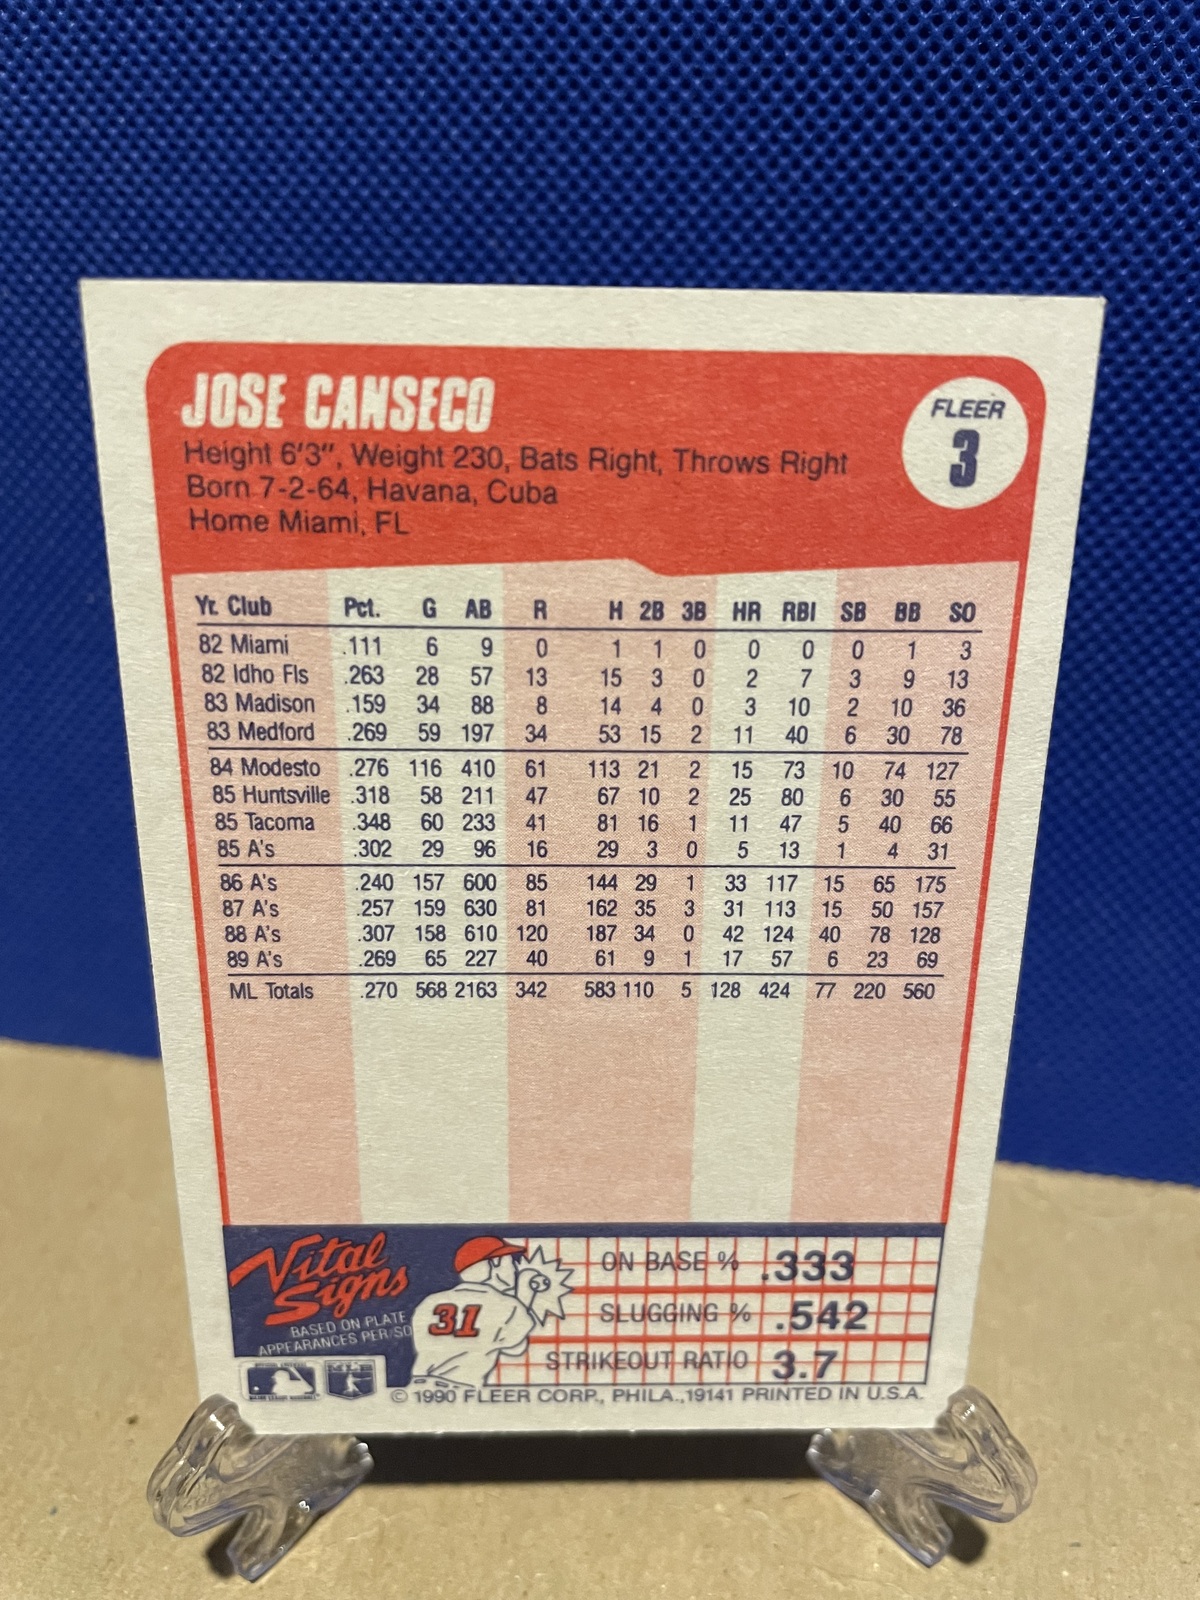 JOSE CANSECO
Height 6'3", Weight 230, Bats Right, Throws Right
Born 7-2-64, Havana, Cuba
Home Miami, FL
FLEER
3
Yr. Club Pct. G AB R H 2B 3B HR RBI SB BB SO
82 Miami .111 6 9 0 1 1 0 0 0 0 1 3
82 Idho Fls .263 28 57 13 15 3 0 2 7 3 9 13
83 Madison .159 34 88 8 14 4 0 3 10 2 10 36
83 Medford .269 59 197 34 53 15 2 11 40 6 30 78
84 Modesto .276 116 410 61 113 21 2 15 73 10 74 127
85 Huntsville .318 58 211 47 67 10 2 25 80 6 30 55
85 Tacoma .348 60 233 41 81 16 1 11 47 5 40 66
85 A's .302 29 96 16 29 3 0 5 13 1 4 31
86 A's .240 157 600 85 144 29 1 33 117 15 65 175
87 A's .257 159 630 81 162 35 3 31 113 15 50 157
88 A's .307 158 610 120 187 34 0 42 124 40 78 128
89 A's .269 65 227 40 61 9 1 17 57 6 23 69
ML Totals .270 568 2163 342 583 110 5 128 424 77 220 560
Vital
Signs
BASED ON PLATE
APPEARANCES PER SO
31
ON BASE % .333
SLUGGING % .542
STRIKEOUT RATIO 3.7
© 1990 FLEER CORP., PHILA.,19141 PRINTED IN U.S.A.